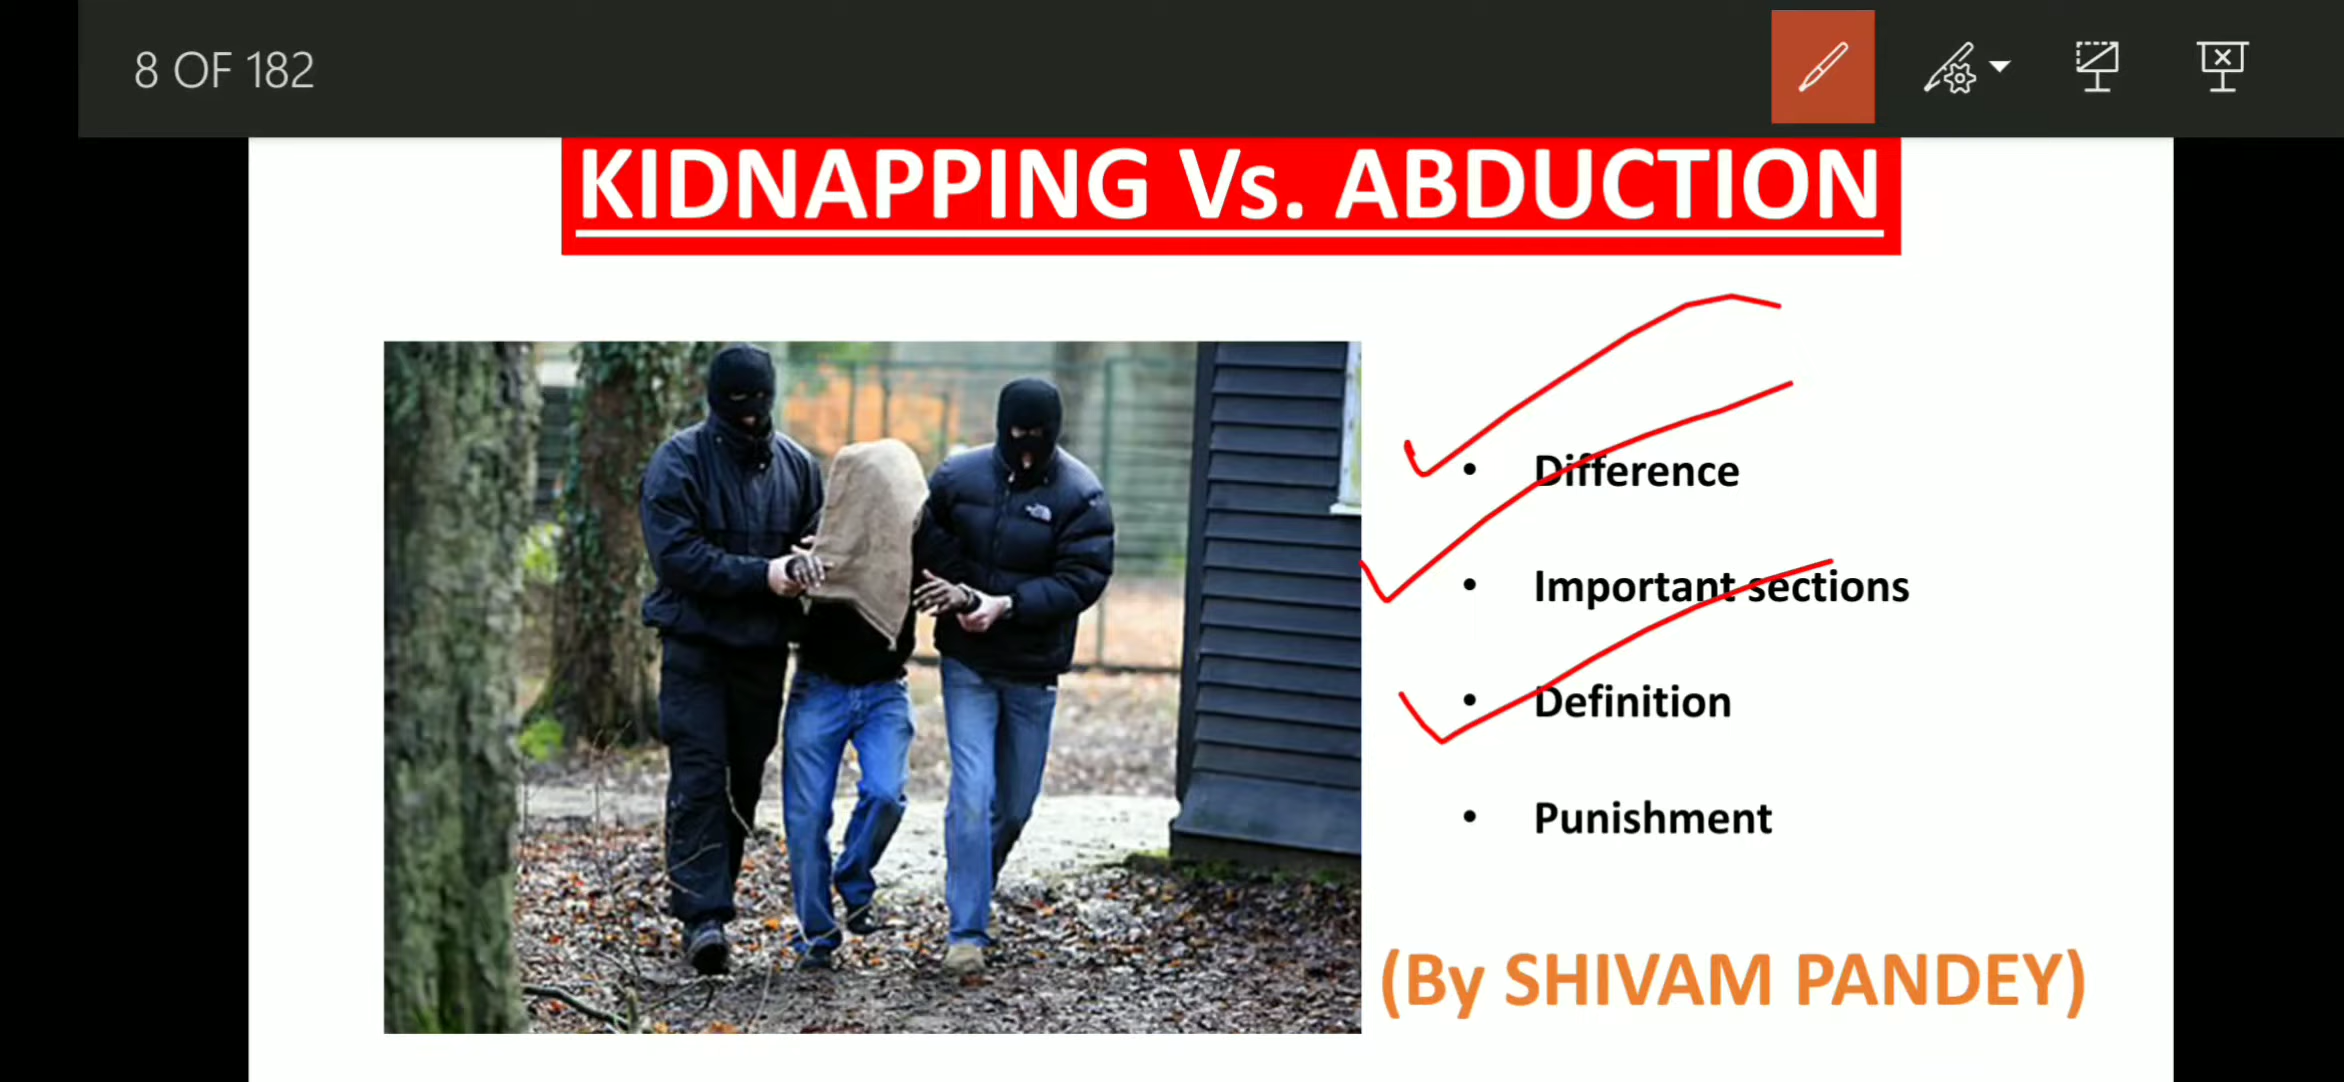 8 OF 182
KIDNAPPING Vs. ABDUCTION
• Difference
• Important sections
• Definition
• Punishment
(By SHIVAM PANDEY)